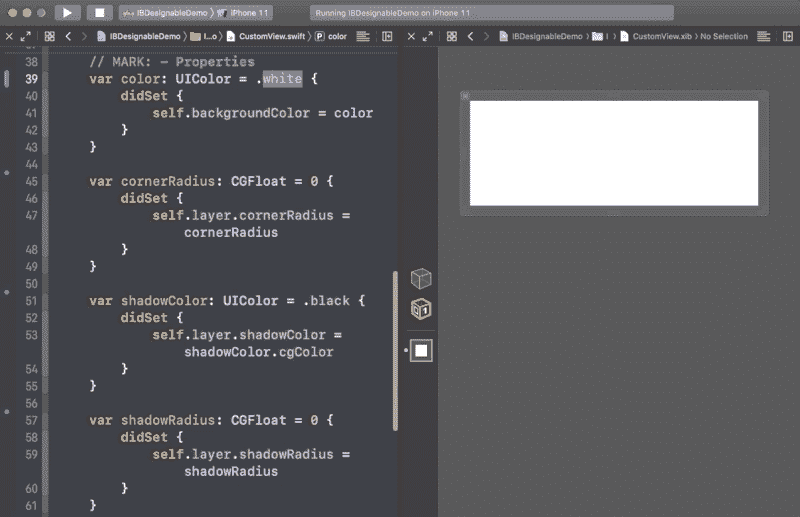 IBDesignableDemo iPhone 11
Running IBDesignableDemo on iPhone 11
IBDesignableDemo I...o CustomView.swift P color
IBDesignableDemo I CustomView.xib No Selection
38 // MARK: - Properties
39 var color: UIColor = .white {
40 didSet {
41 self.backgroundColor = color
42 }
43 }
44
45 var cornerRadius: CGFloat = 0 {
46 didSet {
47 self.layer.cornerRadius =
cornerRadius
48 }
49 }
50
51 var shadowColor: UIColor = .black {
52 didSet {
53 self.layer.shadowColor =
shadowColor.cgColor
54 }
55 }
56
57 var shadowRadius: CGFloat = 0 {
58 didSet {
59 self.layer.shadowRadius =
shadowRadius
60 }
61 }